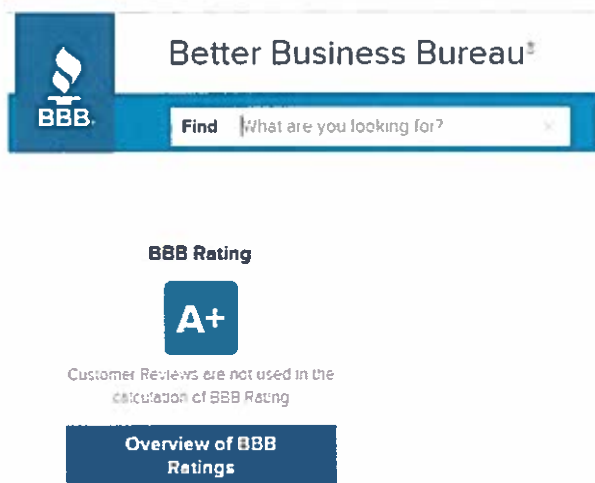 Better Business Bureau®
BBB.
Find What are you looking for?
BBB Rating
A+
Customer Reviews are not used in the
calculation of BBB Rating
Overview of BBB
Ratings